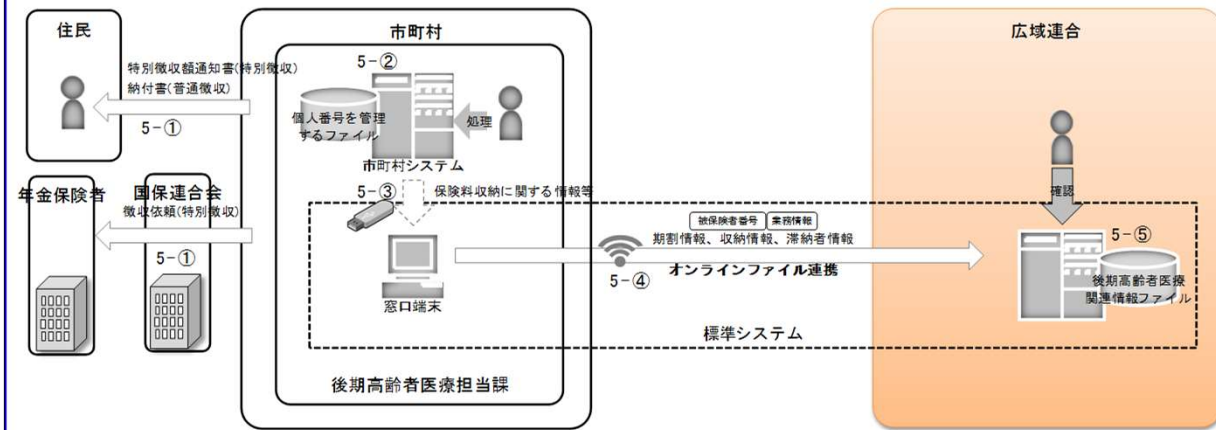 住民
特別徴収額通知書(特別徴収)
納付書(普通徴収)
5-①
年金保険者
国保連合会
徴収依頼(特別徴収)
5-①
市町村
5-②
個人番号を管理
するファイル
処理
市町村システム
5-③
保険料収納に関する情報等
窓口端末
後期高齢者医療担当課
被保険者番号
業務情報
期割情報、収納情報、滞納者情報
オンラインファイル連携
5-④
標準システム
広域連合
確認
5-⑤
後期高齢者医療
関連情報ファイル